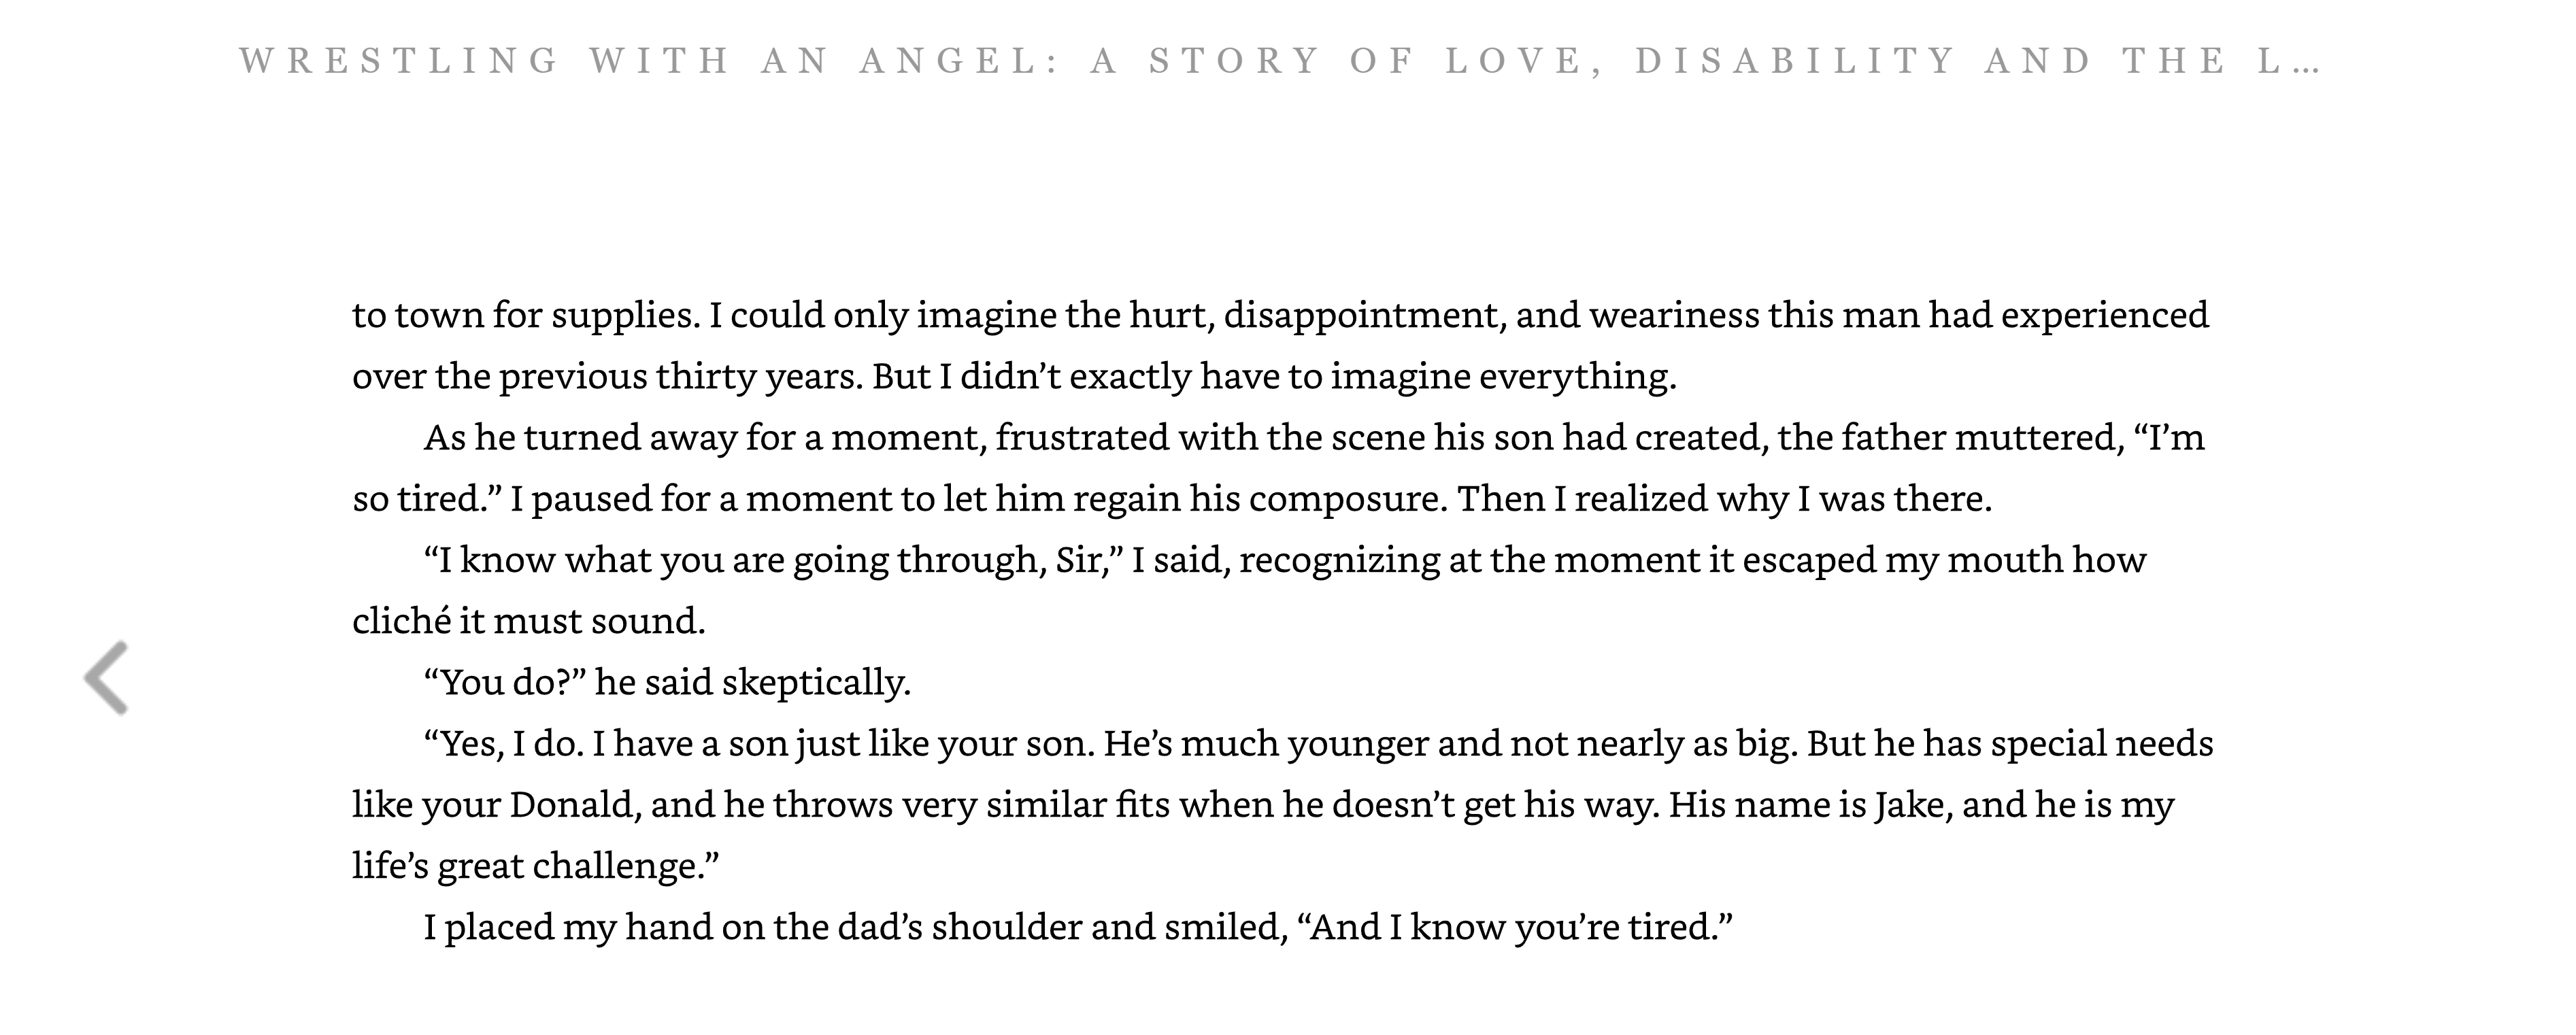 WRESTLING WITH AN ANGEL: A STORY OF LOVE, DISABILITY AND THE L...
to town for supplies. I could only imagine the hurt, disappointment, and weariness this man had experienced
over the previous thirty years. But I didn’t exactly have to imagine everything.
As he turned away for a moment, frustrated with the scene his son had created, the father muttered, “I’m
so tired.” I paused for a moment to let him regain his composure. Then I realized why I was there.
“I know what you are going through, Sir,” I said, recognizing at the moment it escaped my mouth how
cliché it must sound.
“You do?” he said skeptically.
“Yes, I do. I have a son just like your son. He’s much younger and not nearly as big. But he has special needs
like your Donald, and he throws very similar fits when he doesn’t get his way. His name is Jake, and he is my
life’s great challenge.”
I placed my hand on the dad’s shoulder and smiled, “And I know you’re tired.”